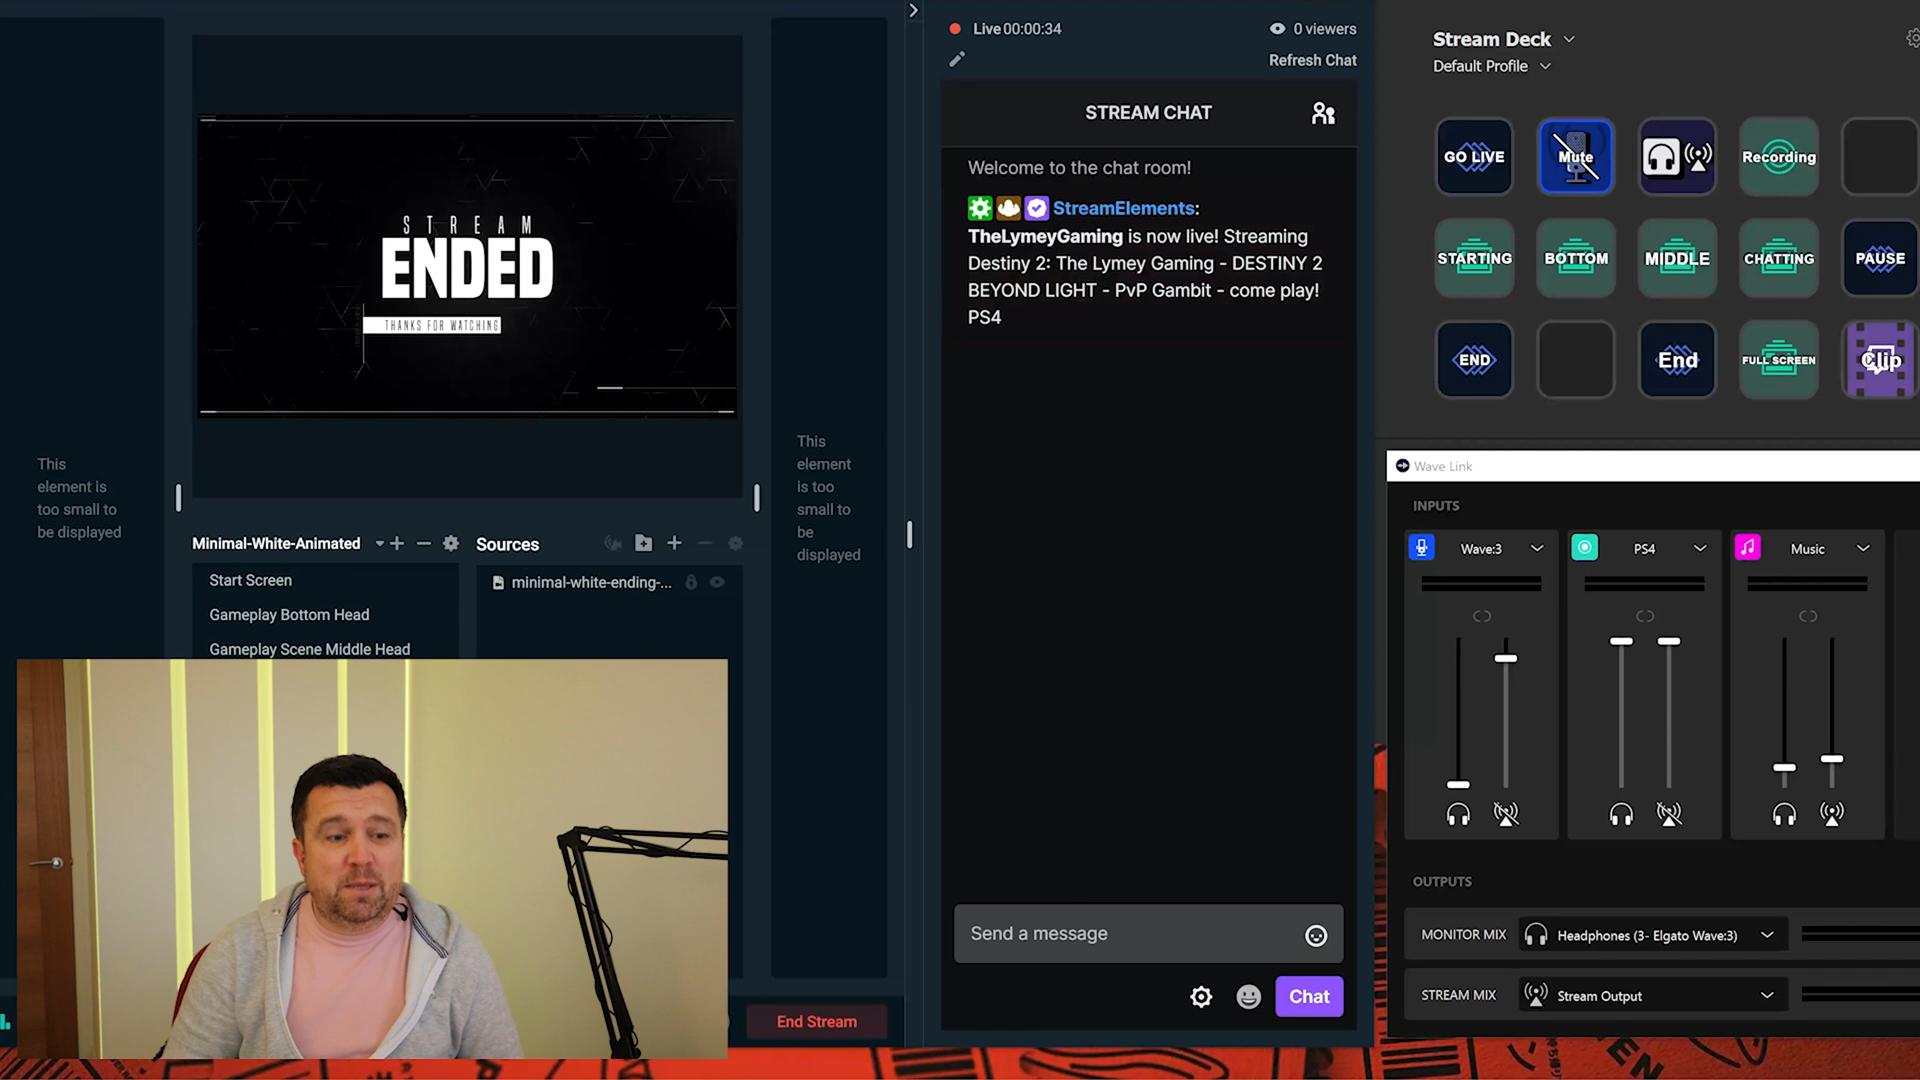 Live 00:00:34
0 viewers
Refresh Chat
STREAM CHAT
Welcome to the chat room!
StreamElements:
TheLymeyGaming is now live! Streaming
Destiny 2: The Lymey Gaming - DESTINY 2
BEYOND LIGHT - PvP Gambit - come play!
PS4
Send a message
Chat
STREAM
ENDED
THANKS FOR WATCHING
This
element is
too small to
be displayed
This
element
is too
small to
be
displayed
Minimal-White-Animated
Sources
Start Screen
minimal-white-ending-...
Gameplay Bottom Head
Gameplay Scene Middle Head
End Stream
Stream Deck
Default Profile
GO LIVE
Mute
Recording
STARTING
BOTTOM
MIDDLE
CHATTING
PAUSE
END
End
FULL SCREEN
Clip
Wave Link
INPUTS
Wave:3
PS4
Music
OUTPUTS
MONITOR MIX
Headphones (3- Elgato Wave:3)
STREAM MIX
Stream Output